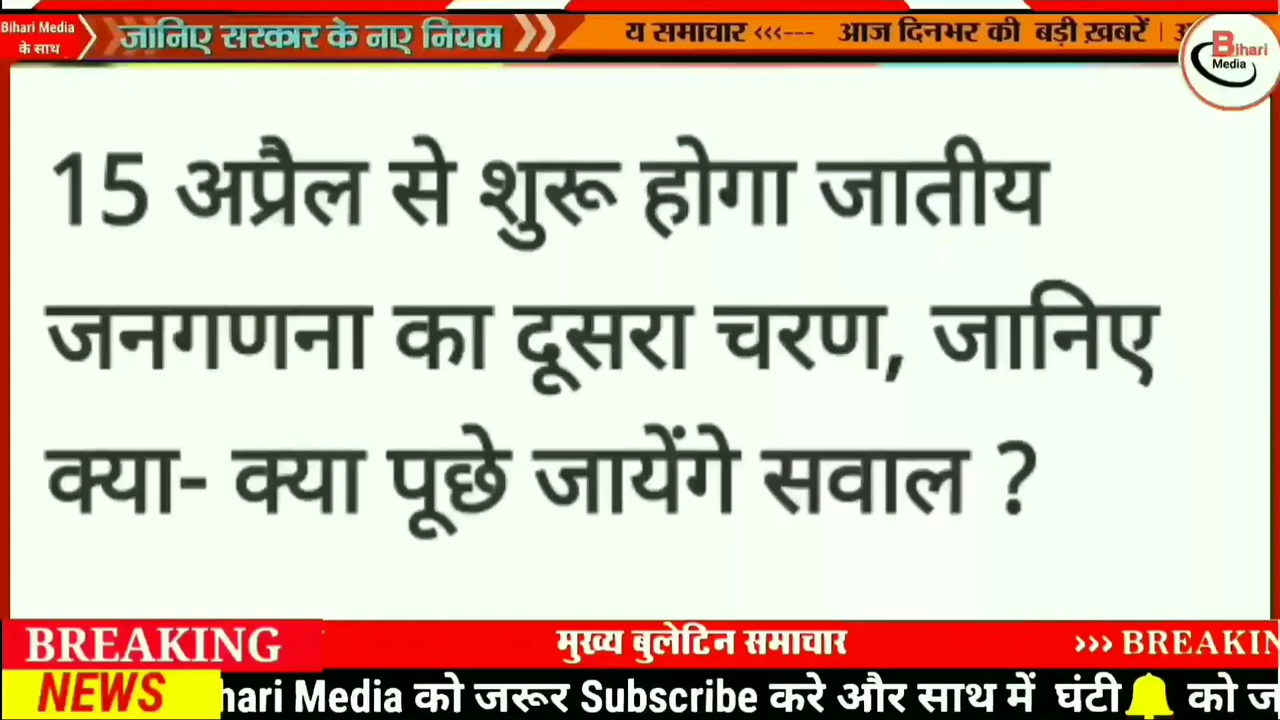 Bihari Media
के साथ
जानिए सरकार के नए नियम
य समाचार <<<--- आज दिनभर की बड़ी ख़बरें |
Bihari
Media
15 अप्रैल से शुरू होगा जातीय
जनगणना का दूसरा चरण, जानिए
क्या- क्या पूछे जायेंगे सवाल ?
BREAKING
NEWS
मुख्य बुलेटिन समाचार
>>> BREAKIN
hari Media को जरूर Subscribe करे और साथ में घंटी🔔 को ज